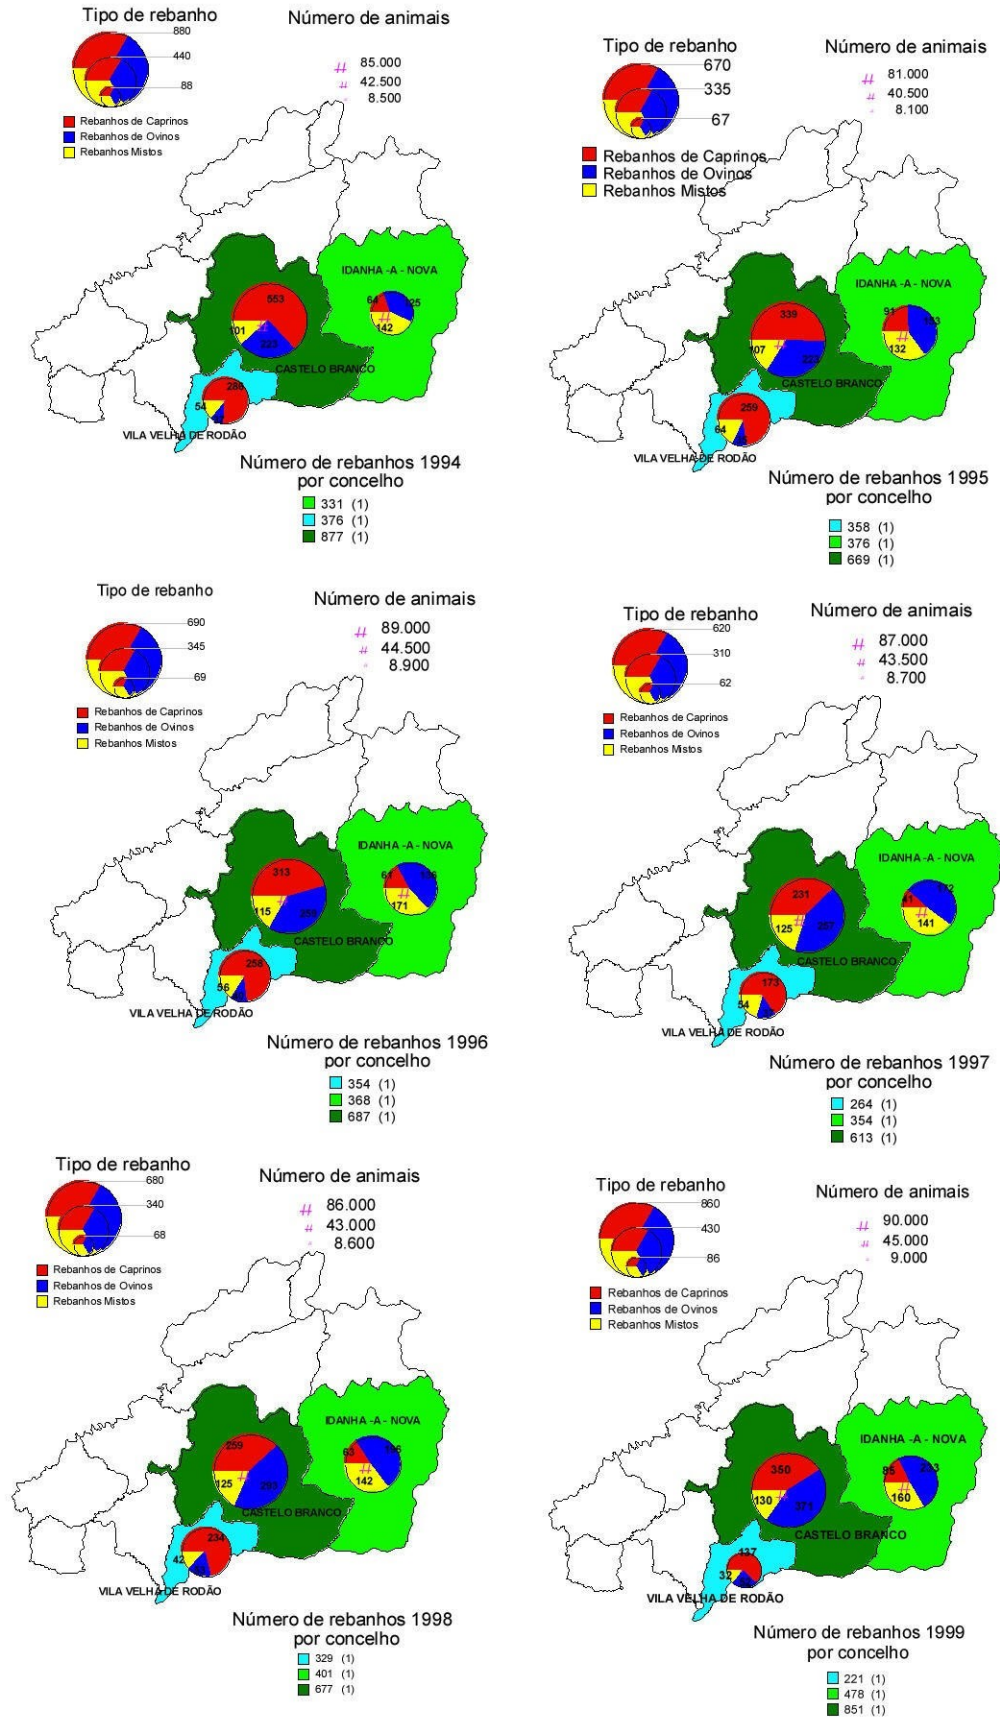 Tipo de rebanho
880
440
88
Rebanhos de Caprinos
Rebanhos de Ovinos
Rebanhos Mistos
Número de animais
85.000
42.500
8.500
IDANHA -A - NOVA
64
142
553
101
223
CASTELO BRANCO
286
54
VILA VELHA DE RODÃO
Número de rebanhos 1994
por concelho
331 (1)
376 (1)
877 (1)
Tipo de rebanho
670
335
67
Rebanhos de Caprinos
Rebanhos de Ovinos
Rebanhos Mistos
Número de animais
81.000
40.500
8.100
IDANHA -A - NOVA
91
132
339
107
223
CASTELO BRANCO
259
64
VILA VELHA DE RODÃO
Número de rebanhos 1995
por concelho
358 (1)
376 (1)
669 (1)
Tipo de rebanho
690
345
69
Rebanhos de Caprinos
Rebanhos de Ovinos
Rebanhos Mistos
Número de animais
89.000
44.500
8.900
IDANHA -A - NOVA
61
171
313
115
CASTELO BRANCO
258
56
VILA VELHA DE RODÃO
Número de rebanhos 1996
por concelho
354 (1)
368 (1)
687 (1)
Tipo de rebanho
620
310
62
Rebanhos de Caprinos
Rebanhos de Ovinos
Rebanhos Mistos
Número de animais
87.000
43.500
8.700
IDANHA -A - NOVA
41
141
231
125
257
CASTELO BRANCO
173
54
VILA VELHA DE RODÃO
Número de rebanhos 1997
por concelho
264 (1)
354 (1)
613 (1)
Tipo de rebanho
680
340
68
Rebanhos de Caprinos
Rebanhos de Ovinos
Rebanhos Mistos
Número de animais
86.000
43.000
8.600
IDANHA -A - NOVA
63
142
259
125
293
CASTELO BRANCO
234
42
VILA VELHA DE RODÃO
Número de rebanhos 1998
por concelho
329 (1)
401 (1)
677 (1)
Tipo de rebanho
860
430
86
Rebanhos de Caprinos
Rebanhos de Ovinos
Rebanhos Mistos
Número de animais
90.000
45.000
9.000
IDANHA -A - NOVA
85
233
160
350
130
371
CASTELO BRANCO
137
32
VILA VELHA DE RODÃO
Número de rebanhos 1999
por concelho
221 (1)
478 (1)
851 (1)